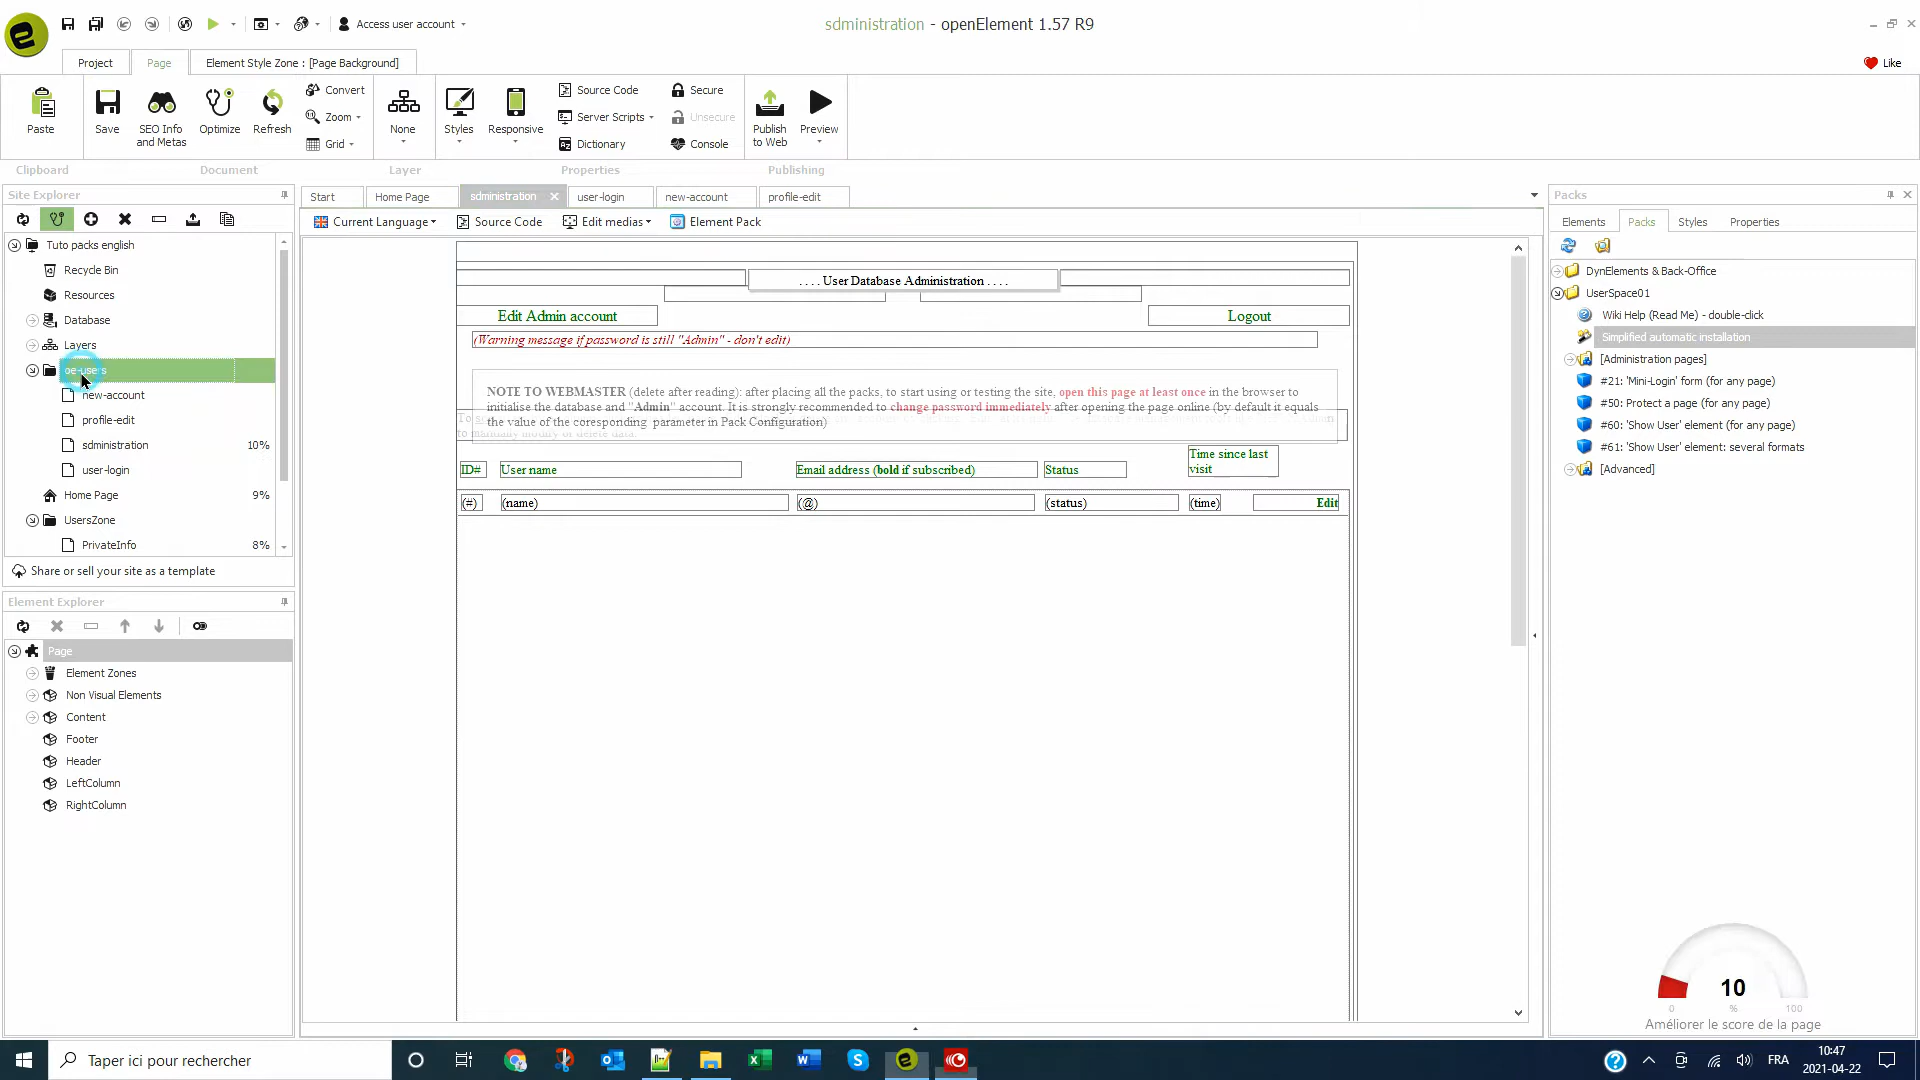 Access user account
sdministration - openElement 1.57 R9
Project
Page
Element Style Zone : [Page Background]
Like
Paste
Save
SEO Info and Metas
Optimize
Refresh
Convert
Zoom
Grid
None
Styles
Responsive
Source Code
Server Scripts
Dictionary
Secure
Unsecure
Console
Publish to Web
Preview
Clipboard
Document
Layer
Properties
Publishing
Site Explorer
Tuto packs english
Recycle Bin
Resources
Database
Layers
oe-users
new-account
profile-edit
sdministration 10%
user-login
Home Page 9%
UsersZone
PrivateInfo 8%
Share or sell your site as a template
Element Explorer
Page
Element Zones
Non Visual Elements
Content
Footer
Header
LeftColumn
RightColumn
Start
Home Page
sdministration
user-login
new-account
profile-edit
Current Language
Source Code
Edit medias
Element Pack
. . . . User Database Administration . . . .
Edit Admin account
Logout
(Warning message if password is still "Admin" - don't edit)
NOTE TO WEBMASTER (delete after reading): after placing all the packs, to start using or testing the site, open this page at least once in the browser to
initialise the database and "Admin" account. It is strongly recommended to change password immediately after opening the page online (by default it equals
the value of the coresponding parameter in Pack Configuration)
to manually modify or delete data.
ID#
User name
Email address (bold if subscribed)
Status
Time since last
visit
(#)
(name)
(@)
(status)
(time)
Edit
Packs
Elements
Packs
Styles
Properties
DynElements & Back-Office
UserSpace01
Wiki Help (Read Me) - double-click
Simplified automatic installation
[Administration pages]
#21: 'Mini-Login' form (for any page)
#50: Protect a page (for any page)
#60: 'Show User' element (for any page)
#61: 'Show User' element: several formats
[Advanced]
10
0 % 100
Améliorer le score de la page
Taper ici pour rechercher
FRA
10:47
2021-04-22